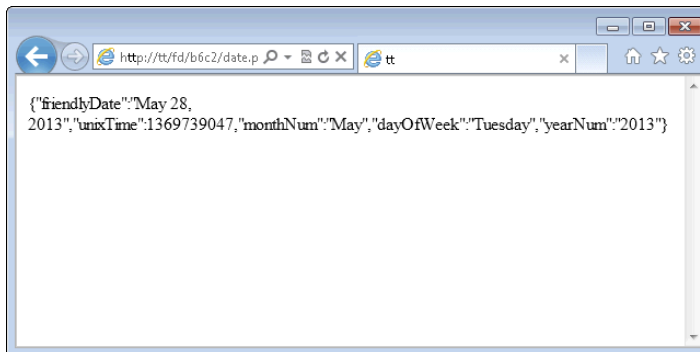 http://tt/fd/b6c2/date.p
tt
{"friendlyDate":"May 28,
2013","unixTime":1369739047,"monthNum":"May","dayOfWeek":"Tuesday","yearNum":"2013"}